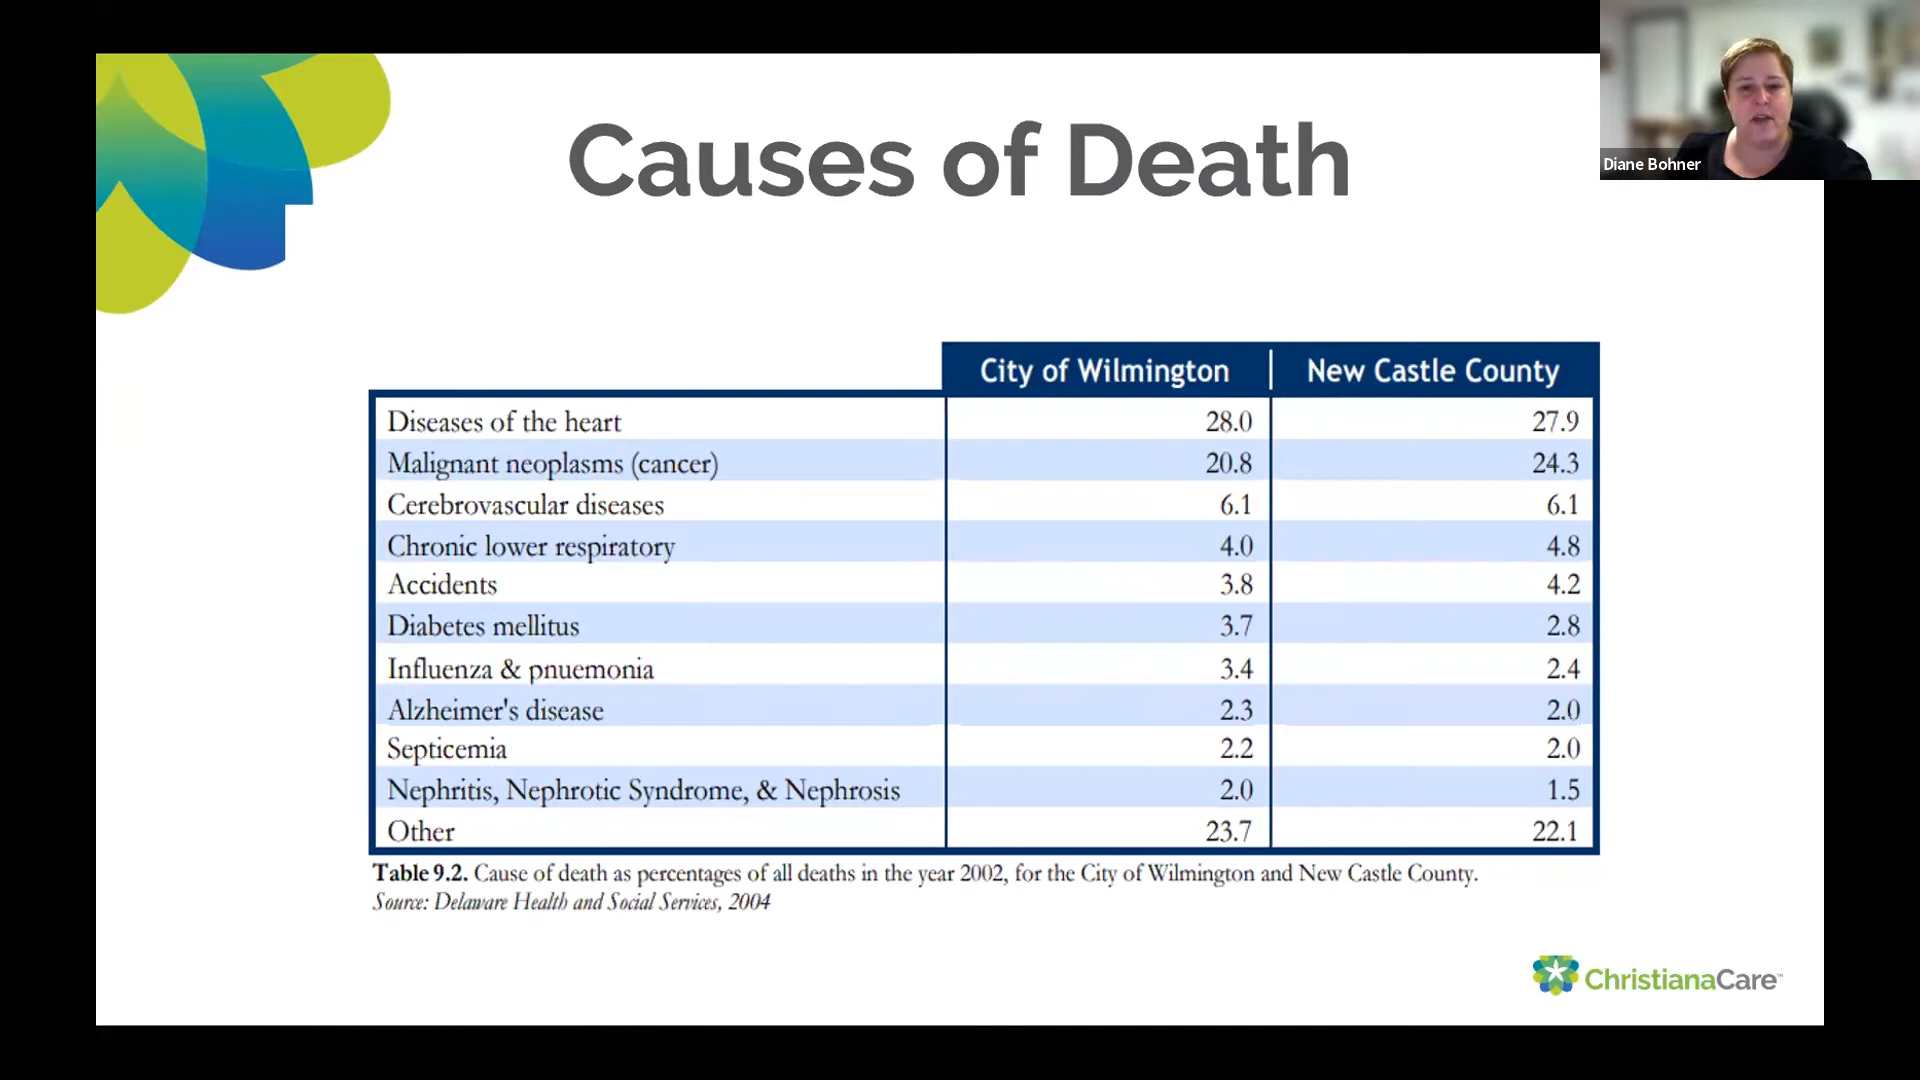 Diane Bohner
Causes of Death
City of Wilmington New Castle County
Diseases of the heart 28.0 27.9
Malignant neoplasms (cancer) 20.8 24.3
Cerebrovascular diseases 6.1 6.1
Chronic lower respiratory 4.0 4.8
Accidents 3.8 4.2
Diabetes mellitus 3.7 2.8
Influenza & pnuemonia 3.4 2.4
Alzheimer's disease 2.3 2.0
Septicemia 2.2 2.0
Nephritis, Nephrotic Syndrome, & Nephrosis 2.0 1.5
Other 23.7 22.1
Table 9.2. Cause of death as percentages of all deaths in the year 2002, for the City of Wilmington and New Castle County.
Source: Delaware Health and Social Services, 2004
ChristianaCare™